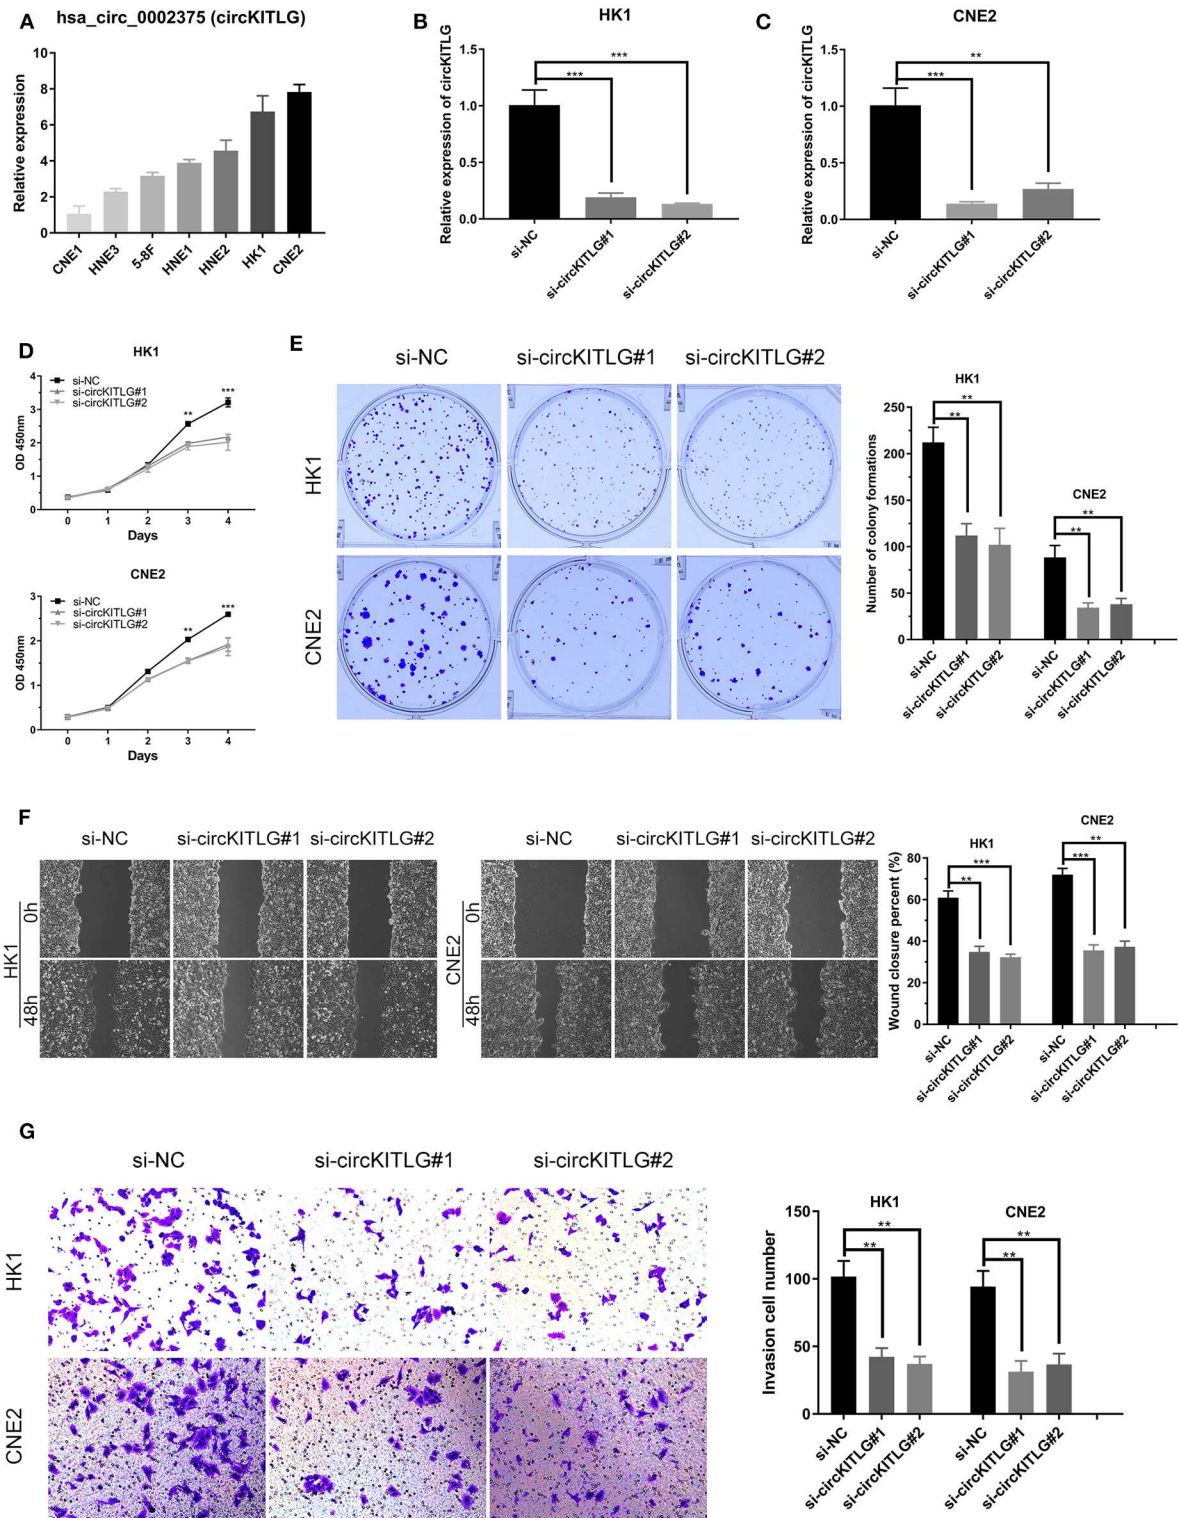 A
hsa_circ_0002375 (circKITLG)
Relative expression
10
8
6
4
2
0
CNE1
HNE3
5-8F
HNE1
HNE2
HK1
CNE2
B
HK1
Relative expression of circKITLG
1.5
1.0
0.5
0.0
***
***
si-NC
si-circKITLG#1
si-circKITLG#2
C
CNE2
Relative expression of circKITLG
1.5
1.0
0.5
0.0
**
***
si-NC
si-circKITLG#1
si-circKITLG#2
D
HK1
OD 450nm
4
3
2
1
0
si-NC
si-circKITLG#1
si-circKITLG#2
**
***
0 1 2 3 4
Days
CNE2
OD 450nm
3
2
1
0
si-NC
si-circKITLG#1
si-circKITLG#2
**
***
0 1 2 3 4
Days
E
si-NC si-circKITLG#1 si-circKITLG#2
HK1
CNE2
Number of colony formations
250
200
150
100
50
0
HK1
**
**
CNE2
**
**
si-NC
si-circKITLG#1
si-circKITLG#2
si-NC
si-circKITLG#1
si-circKITLG#2
F
si-NC si-circKITLG#1 si-circKITLG#2
HK1
0h
48h
si-NC si-circKITLG#1 si-circKITLG#2
CNE2
0h
48h
Wound closure percent (%)
80
60
40
20
0
HK1
***
**
CNE2
**
***
si-NC
si-circKITLG#1
si-circKITLG#2
si-NC
si-circKITLG#1
si-circKITLG#2
G
si-NC si-circKITLG#1 si-circKITLG#2
HK1
CNE2
Invasion cell number
150
100
50
0
HK1
**
**
CNE2
**
**
si-NC
si-circKITLG#1
si-circKITLG#2
si-NC
si-circKITLG#1
si-circKITLG#2